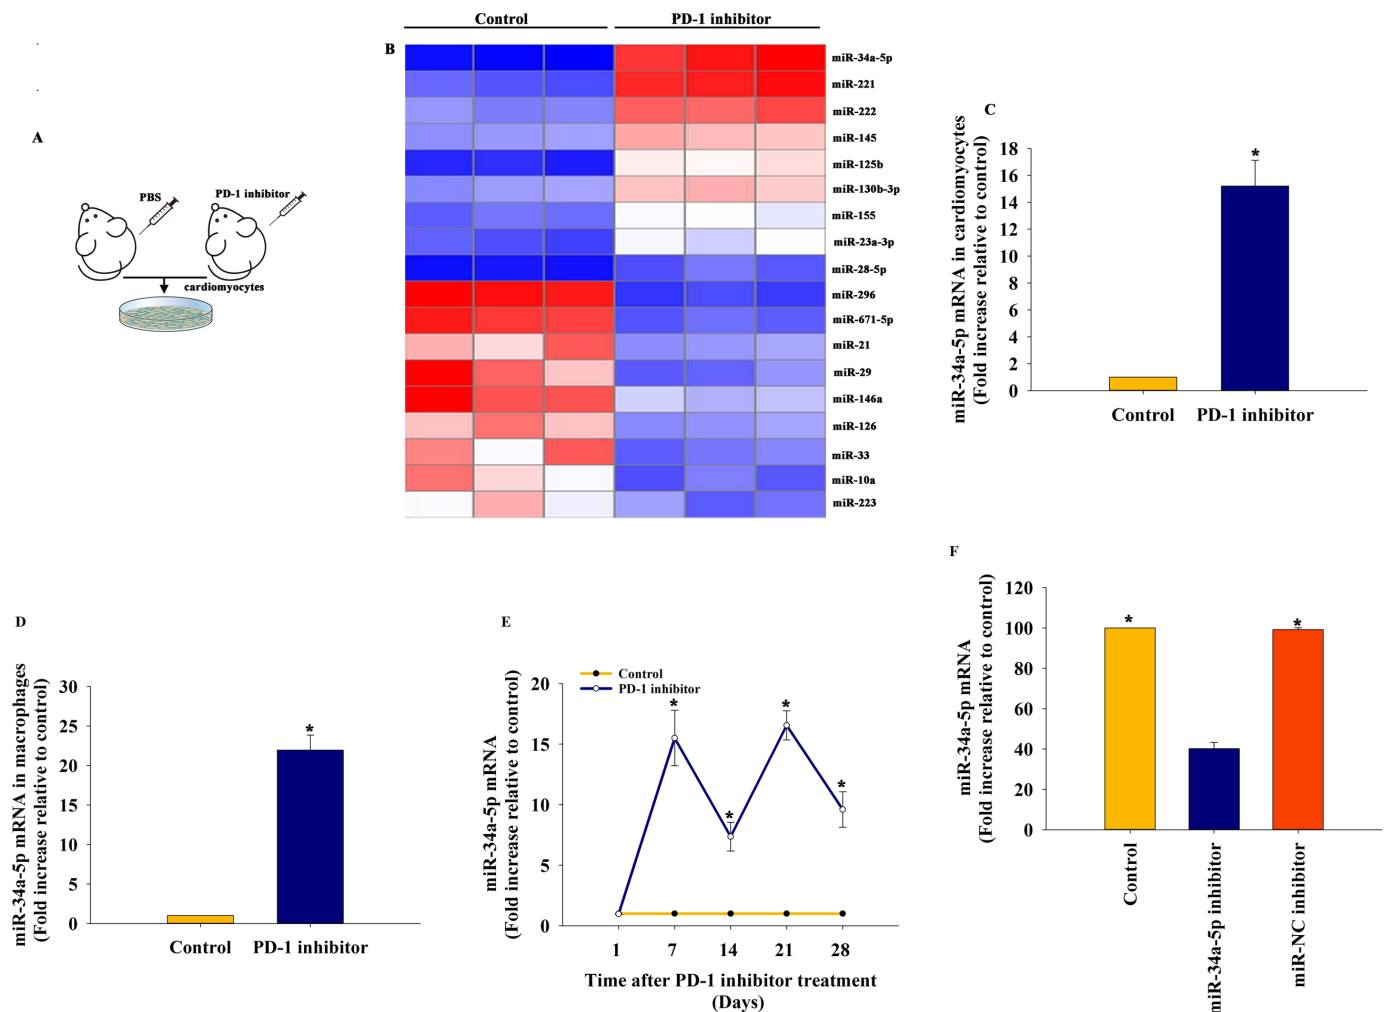 Control
PD-1 inhibitor
B
miR-34a-5p
miR-221
miR-222
miR-145
miR-125b
miR-130b-3p
miR-155
miR-23a-3p
miR-28-5p
miR-296
miR-671-5p
miR-21
miR-29
miR-146a
miR-126
miR-33
miR-10a
miR-223
A
PBS
PD-1 inhibitor
cardiomyocytes
C
miR-34a-5p mRNA in cardiomyocytes
(Fold increase relative to control)
18
16
14
12
10
8
6
4
2
0
*
Control
PD-1 inhibitor
D
miR-34a-5p mRNA in macrophages
(Fold increase relative to control)
30
25
20
15
10
5
0
*
Control
PD-1 inhibitor
E
miR-34a-5p mRNA
(Fold increase relative to control)
20
15
10
5
0
Control
PD-1 inhibitor
*
*
*
*
1 7 14 21 28
Time after PD-1 inhibitor treatment
(Days)
F
miR-34a-5p mRNA
(Fold increase relative to control)
120
100
80
60
40
20
0
*
*
Control
miR-34a-5p inhibitor
miR-NC inhibitor